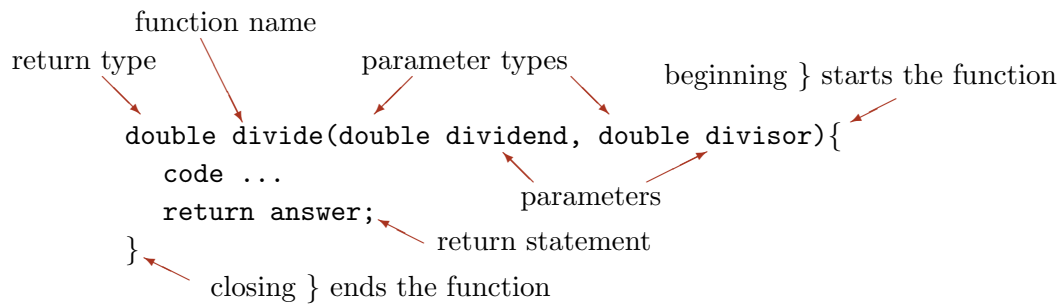 function name
return type
parameter types
beginning } starts the function
double divide(double dividend, double divisor){
code ...
parameters
return answer;
return statement
}
closing } ends the function